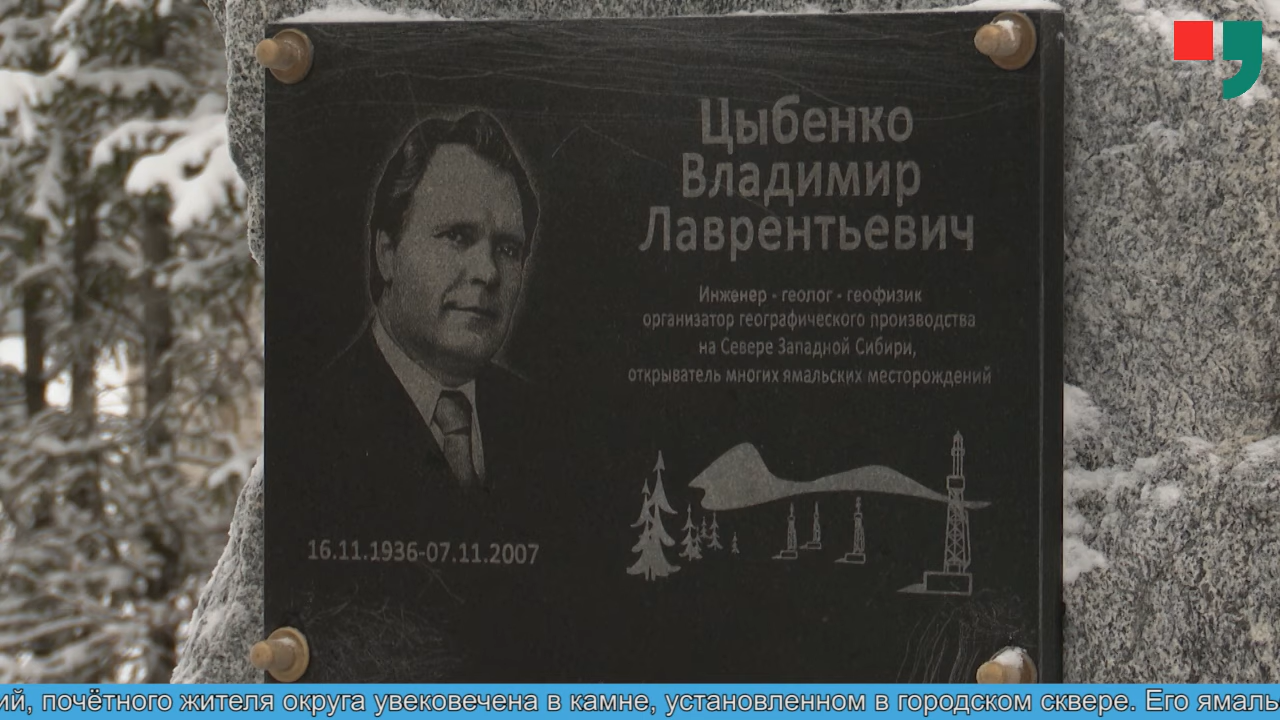 Цыбенко
Владимир
Лаврентьевич
Инженер - геолог - геофизик
организатор географического производства
на Севере Западной Сибири,
открыватель многих ямальских месторождений
16.11.1936-07.11.2007
ий, почётного жителя округа увековечена в камне, установленном в городском сквере. Его ямаль